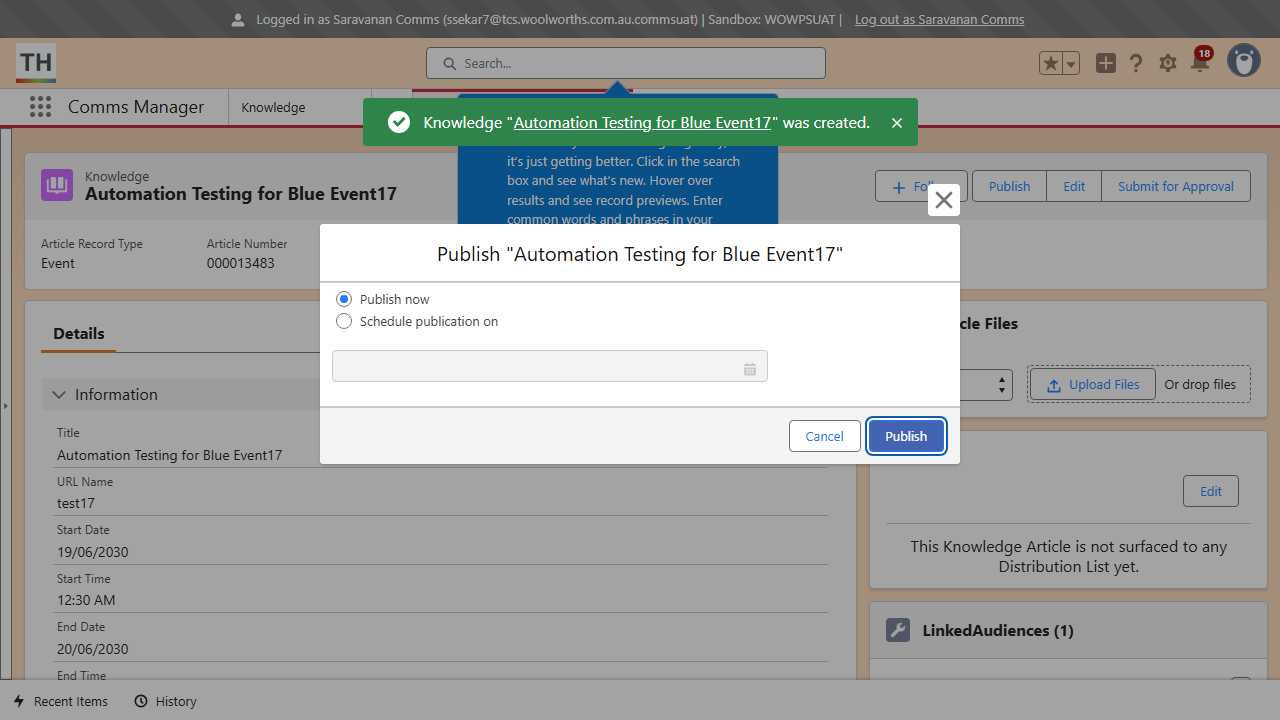 Logged in as Saravanan Comms (ssekar7@tcs.woolworths.com.au.commsuat) | Sandbox: WOWPSUAT | Log out as Saravanan Comms
TH
Search...
18
Comms Manager
Knowledge
Knowledge "Automation Testing for Blue Event17" was created.
it's just getting better. Click in the search
box and see what's new. Hover over
results and see record previews. Enter
common words and phrases in your
Knowledge
Automation Testing for Blue Event17
Publish
Edit
Submit for Approval
Article Record Type
Event
Article Number
000013483
Publish "Automation Testing for Blue Event17"
Publish now
Schedule publication on
Cancel
Publish
Details
Information
Title
Automation Testing for Blue Event17
URL Name
test17
Start Date
19/06/2030
Start Time
12:30 AM
End Date
20/06/2030
End Time
Files
Upload Files
Or drop files
Edit
This Knowledge Article is not surfaced to any
Distribution List yet.
LinkedAudiences (1)
Recent Items
History